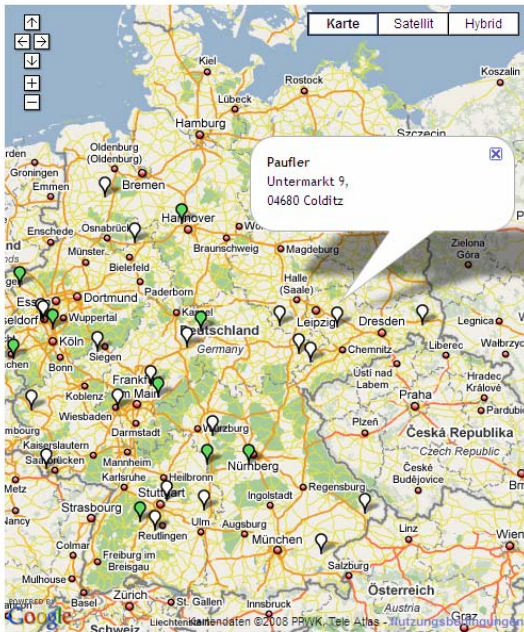 Karte Satellit Hybrid
Kiel
Koszalin
Rostock
Lübeck
Hamburg
Szczecin
Oldenburg
(Oldenburg)
Groningen
Emmen
Bremen
Paufler
Untermarkt 9,
04680 Colditz
Enschede
Osnabrück
Hannover
Braunschweig
Magdeburg
Zielona
Góra
Münster
Bielefeld
Halle
(Saale)
Paderborn
Dortmund
Wuppertal
Kassel
Deutschland
Germany
Leipzig
Dresden
Legnica
Köln
Siegen
Bonn
Chemnitz
Liberec
Ústí nad
Labem
Hradec
Králové
Koblenz
Frankfurt
Main
Wiesbaden
Praha
Darmstadt
Würzburg
Plzeň
Česká Republika
Czech Republic
Kaiserslautern
Saarbrücken
Mannheim
Nürnberg
České
Budějovice
Metz
Karlsruhe
Heilbronn
Regensburg
Stuttgart
Ingolstadt
Strasbourg
Reutlingen
Ulm
Augsburg
Linz
Colmar
Freiburg im
Breisgau
München
Salzburg
Mulhouse
Basel
Zürich
St. Gallen
Innsbruck
Österreich
Austria
Graz
POWERED BY
Google
Kartendaten ©2008 PPWK, Tele Atlas - Nutzungsbedingungen
Schweiz